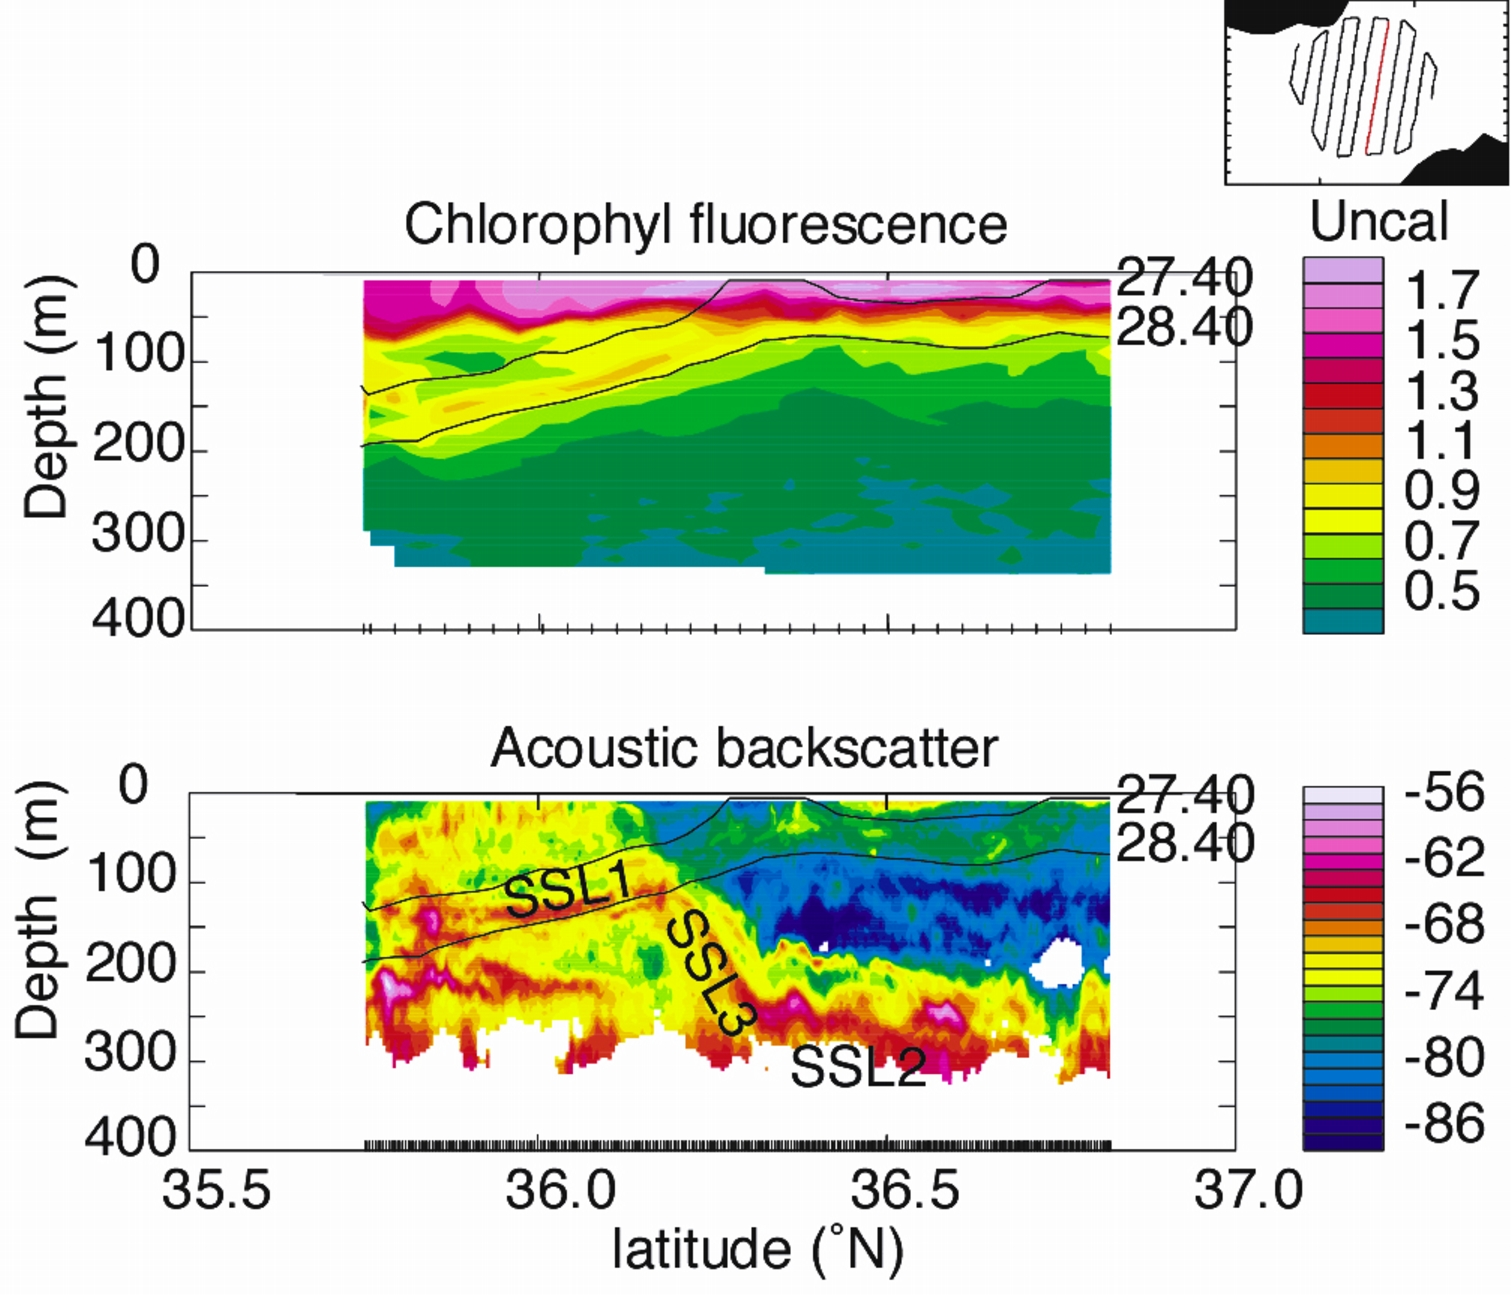 Chlorophyl fluorescence
Uncal
Depth (m)
0
100
200
300
400
27.40
28.40
1.7
1.5
1.3
1.1
0.9
0.7
0.5
Acoustic backscatter
Depth (m)
0
100
200
300
400
27.40
28.40
SSL1
SSL3
SSL2
-56
-62
-68
-74
-80
-86
35.5 36.0 36.5 37.0
latitude (°N)